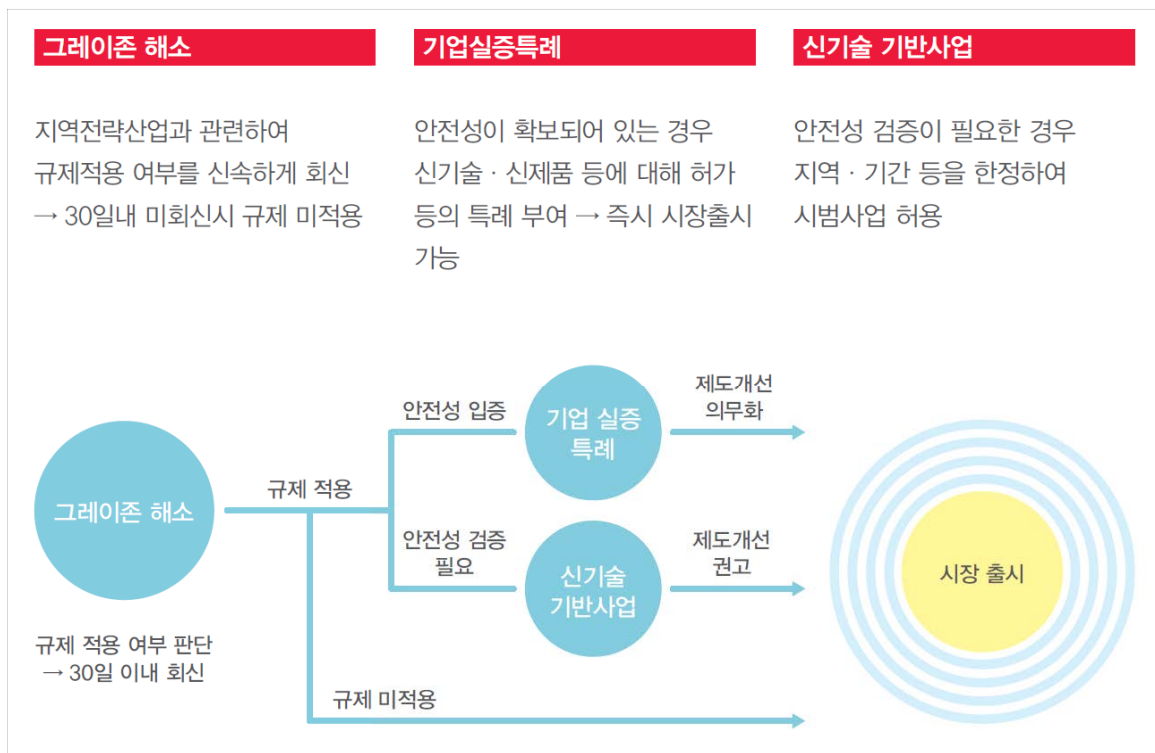 그레이존 해소
지역전략산업과 관련하여
규제적용 여부를 신속하게 회신
→ 30일내 미회신시 규제 미적용
기업실증특례
안전성이 확보되어 있는 경우
신기술 · 신제품 등에 대해 허가
등의 특례 부여 → 즉시 시장출시
가능
신기술 기반사업
안전성 검증이 필요한 경우
지역 · 기간 등을 한정하여
시범사업 허용
그레이존 해소
규제 적용 여부 판단
→ 30일 이내 회신
규제 적용
안전성 입증
기업 실증
특례
제도개선
의무화
안전성 검증
필요
신기술
기반사업
제도개선
권고
규제 미적용
시장 출시